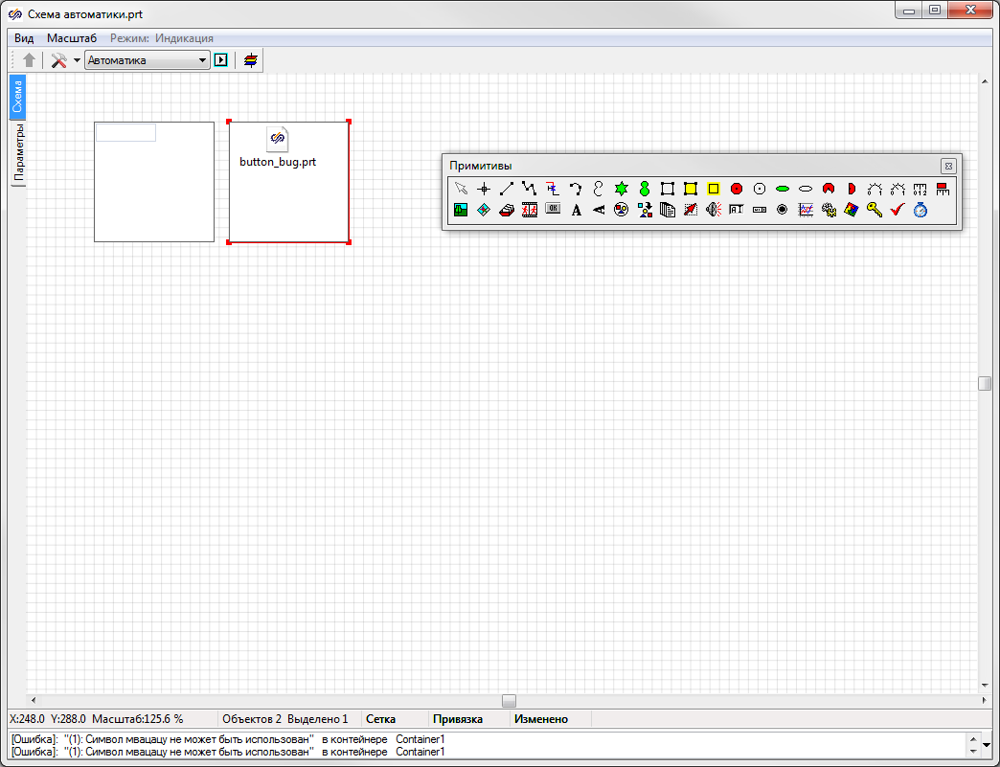 Схема автоматики.prt
Вид Масштаб Режим: Индикация
Автоматика
Схема
Параметры
button_bug.prt
Примитивы
OK
A
X:248.0 Y:288.0 Масштаб:125.6 % Объектов 2 Выделено 1 Сетка Привязка Изменено
[Ошибка]: "(1): Символ мвацацу не может быть использован" в контейнере Container1
[Ошибка]: "(1): Символ мвацацу не может быть использован" в контейнере Container1